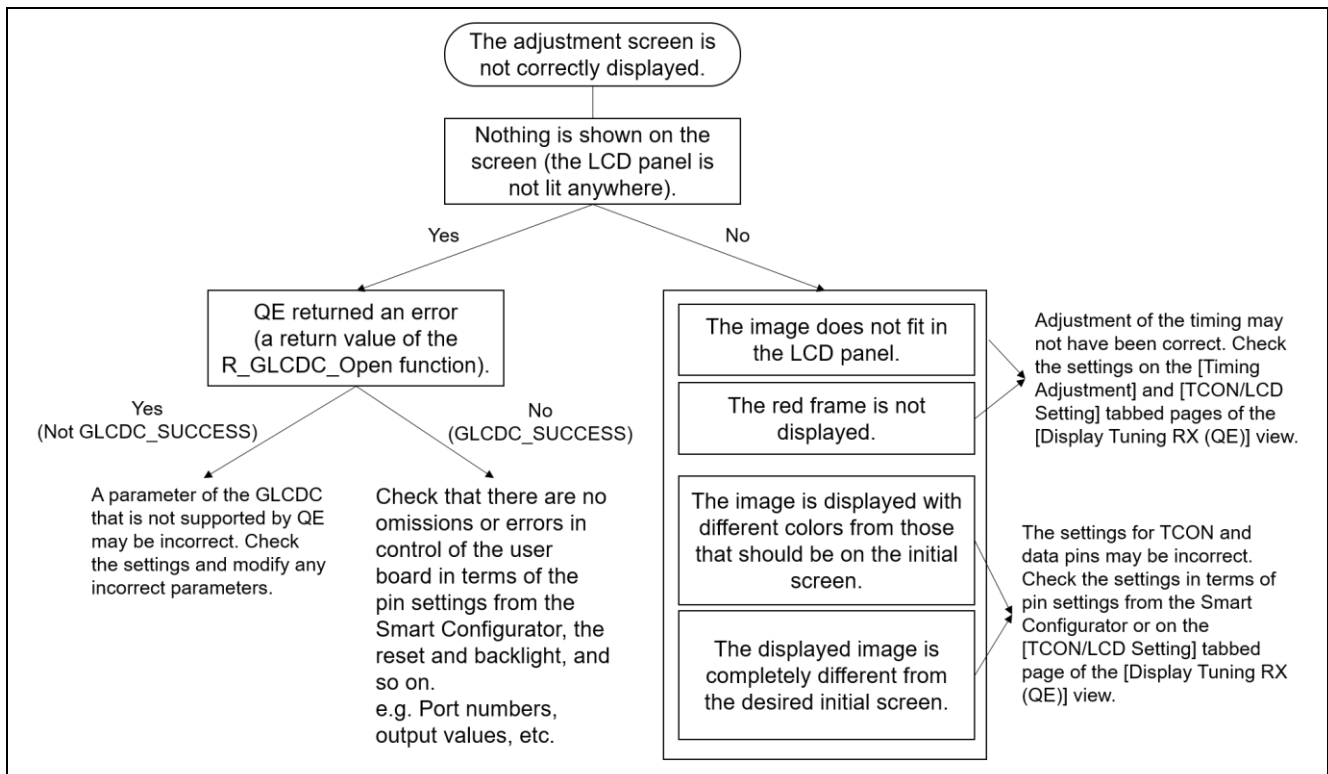 The adjustment screen is
not correctly displayed.
Nothing is shown on the
screen (the LCD panel is
not lit anywhere).
Yes
No
QE returned an error
(a return value of the
R_GLCDC_Open function).
Yes
(Not GLCDC_SUCCESS)
No
(GLCDC_SUCCESS)
A parameter of the GLCDC
that is not supported by QE
may be incorrect. Check
the settings and modify any
incorrect parameters.
Check that there are no
omissions or errors in
control of the user
board in terms of the
pin settings from the
Smart Configurator, the
reset and backlight, and
so on.
e.g. Port numbers,
output values, etc.
The image does not fit in
the LCD panel.
The red frame is not
displayed.
Adjustment of the timing may
not have been correct. Check
the settings on the [Timing
Adjustment] and [TCON/LCD
Setting] tabbed pages of the
[Display Tuning RX (QE)] view.
The image is displayed with
different colors from those
that should be on the initial
screen.
The displayed image is
completely different from
the desired initial screen.
The settings for TCON and
data pins may be incorrect.
Check the settings in terms of
pin settings from the Smart
Configurator or on the
[TCON/LCD Setting] tabbed
page of the [Display Tuning RX
(QE)] view.